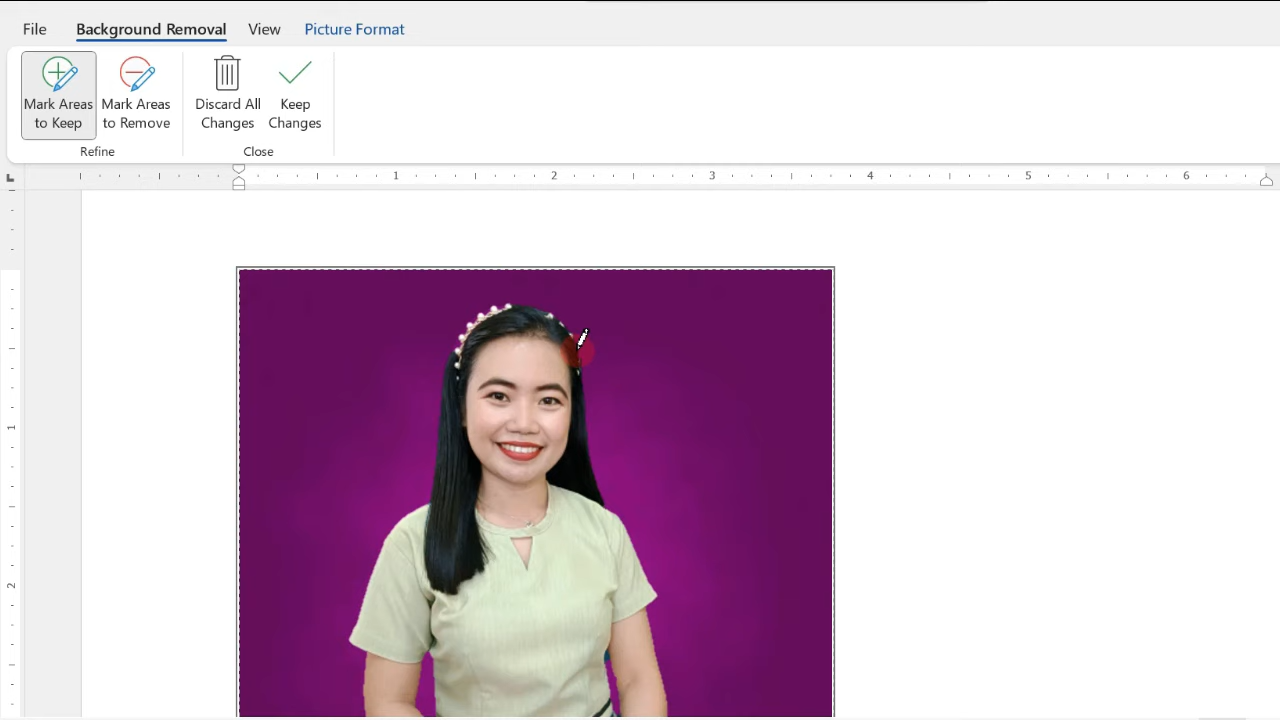 File Background Removal View Picture Format
Mark Areas to Keep
Mark Areas to Remove
Discard All Changes
Keep Changes
Refine Close
1 2 3 4 5 6
1
2